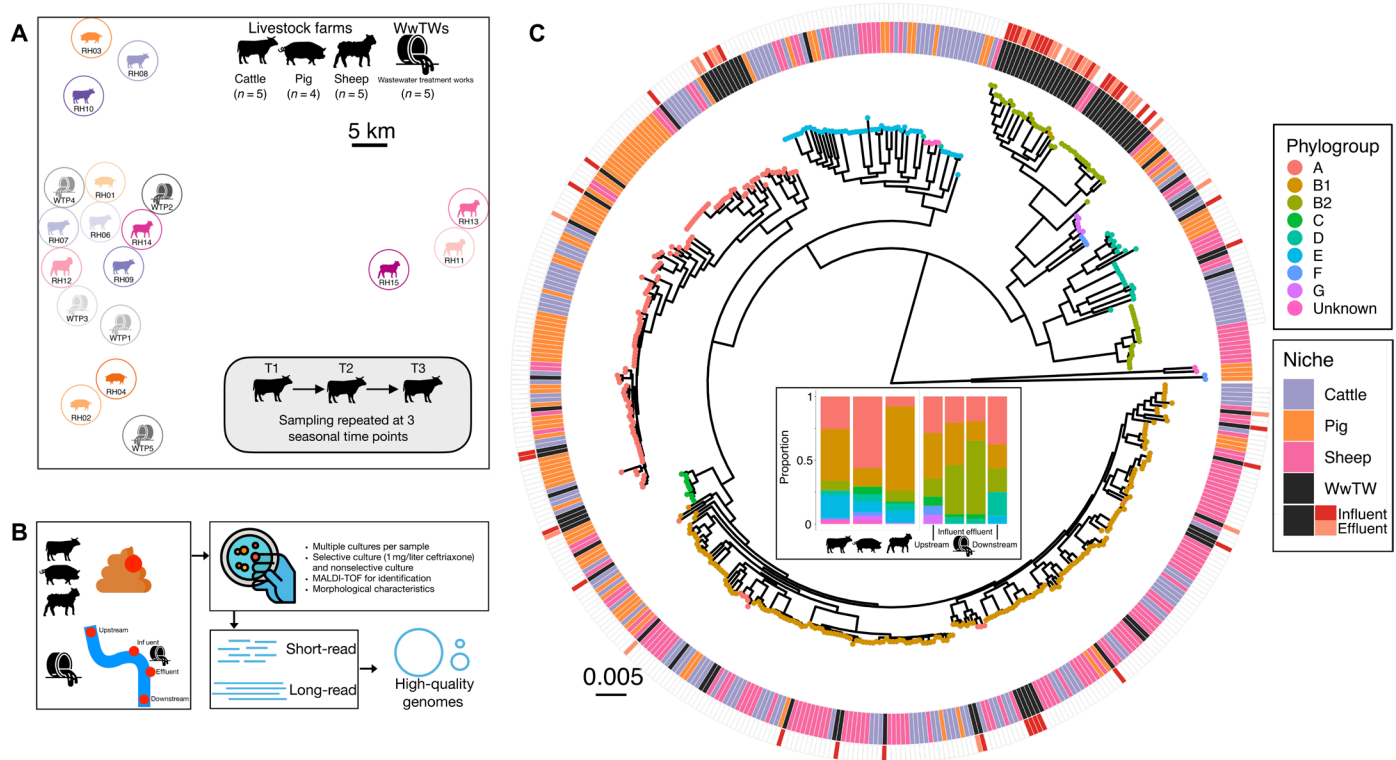 A
RH03
RH08
RH10
Livestock farms
WwTWs
Cattle
Pig
Sheep
Wastewater treatment works
(n = 5)
(n = 4)
(n = 5)
(n = 5)
5 km
WTP4
RH01
WTP2
RH07
RH06
RH14
RH12
RH09
WTP3
WTP1
RH13
RH11
RH15
RH04
RH02
WTP5
T1
T2
T3
Sampling repeated at 3
seasonal time points
B
Upstream
Inf uent
Effluent
Downstream
• Multiple cultures per sample
• Selective culture (1 mg/liter ceftriaxone)
and nonselective culture
• MALDI-TOF for identification
• Morphological characteristics
Short-read
Long-read
High-quality
genomes
C
Proportion
1
0.5
0
Influent effluent
Upstream
Downstream
0.005
Phylogroup
A
B1
B2
C
D
E
F
G
Unknown
Niche
Cattle
Pig
Sheep
WwTW
Influent
Effluent